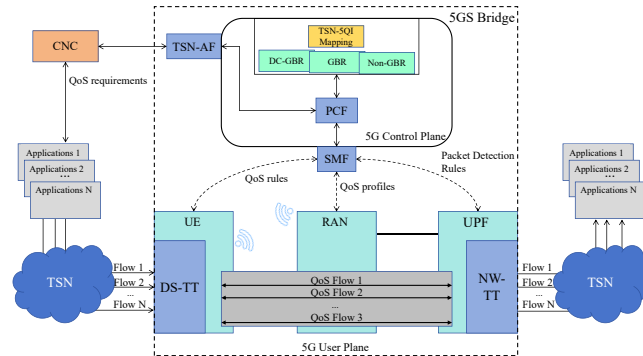 5GS Bridge
TSN-5QI
Mapping
CNC
TSN-AF
DC-GBR
GBR
Non-GBR
QoS requirements
PCF
5G Control Plane
Applications 1
Applications 2
...
Applications N
SMF
QoS rules
QoS profiles
Packet Detection
Rules
Applications 1
Applications 2
...
Applications N
UE
RAN
UPF
TSN
Flow 1
Flow 2
...
Flow N
DS-TT
QoS Flow 1
QoS Flow 2
...
QoS Flow 3
NW-
TT
Flow 1
Flow 2
...
Flow N
TSN
5G User Plane